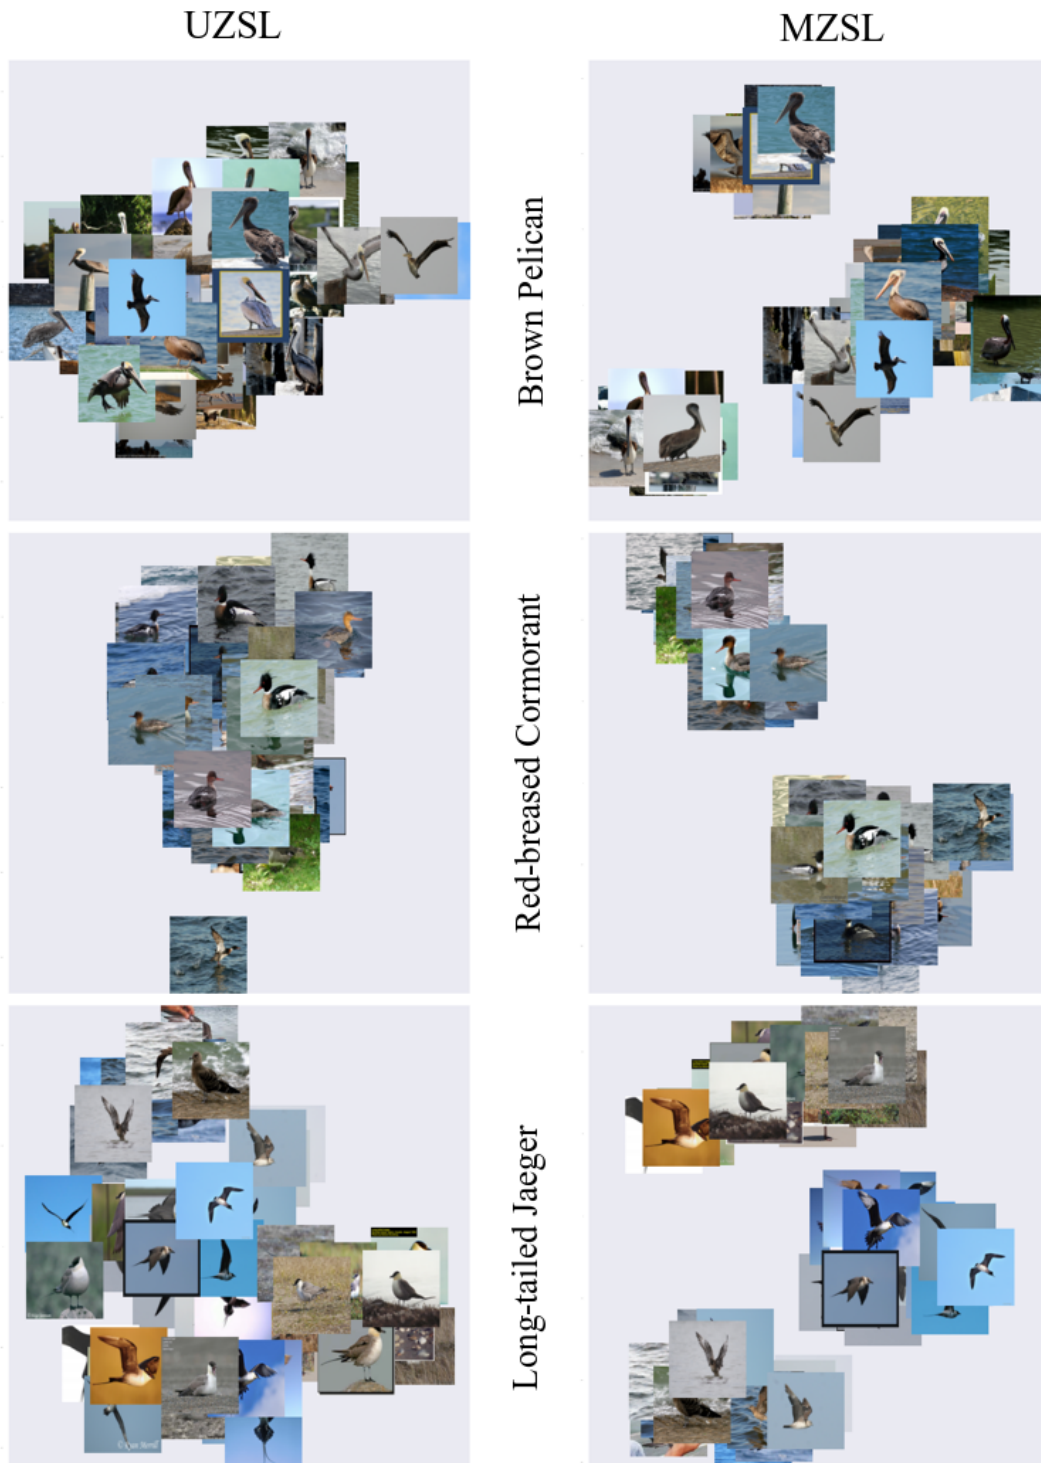 UZSL
MZSL
Brown Pelican
Red-breased Cormorant
Long-tailed Jaeger